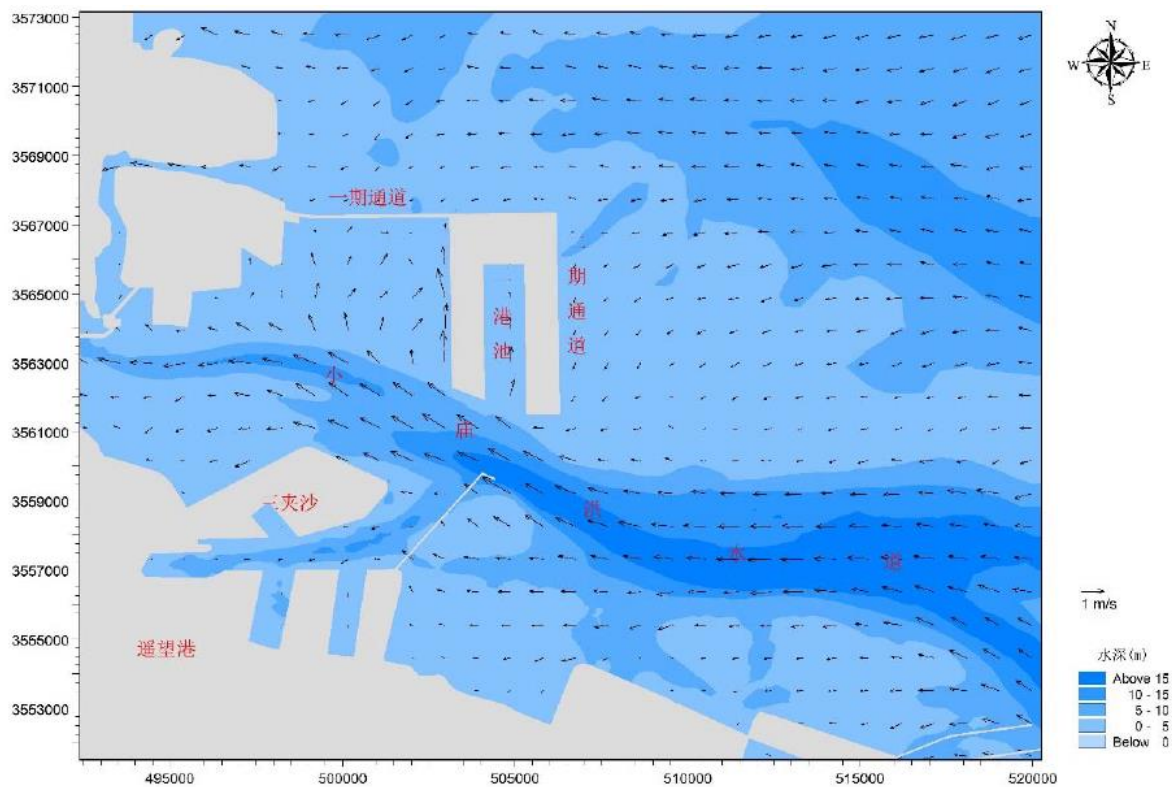 3573000
3571000
3569000
3567000
3565000
3563000
3561000
3559000
3557000
3555000
3553000
495000
500000
505000
510000
515000
520000
一期通道
期
通
道
港
池
小
庙
洪
水
道
三夹沙
遥望港
N
W E
S
1 m/s
水深(m)
Above 15
10 - 15
5 - 10
0 - 5
Below 0